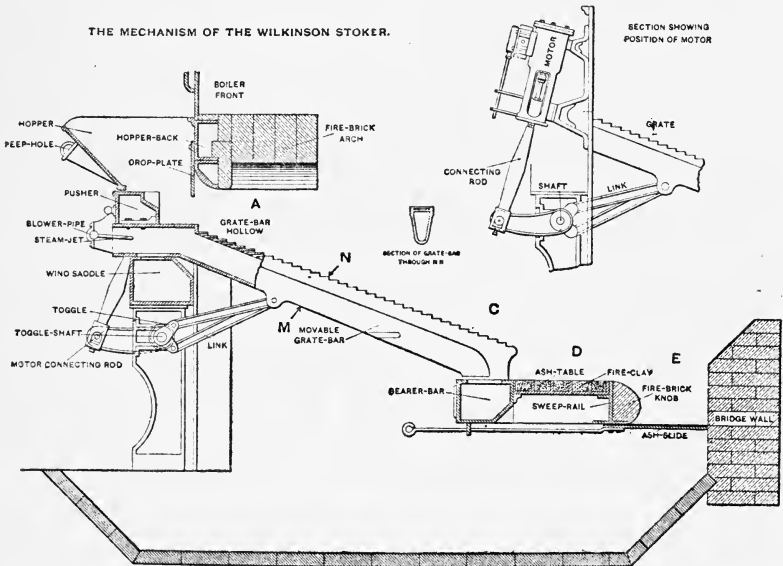 THE MECHANISM OF THE WILKINSON STOKER.
SECTION SHOWING
POSITION OF MOTOR
BOILER
FRONT
HOPPER
PEEP-HOLE
HOPPER-BACK
FIRE-BRICK
ARCH
DROP-PLATE
MOTOR
GRATE
CONNECTING
ROD
SHAFT
LINK
PUSHER
A
BLOWER-PIPE
STEAM-JET
GRATE-BAR
HOLLOW
SECTION OF GRATE-BAR
THROUGH
WIND SADDLE
N
TOGGLE
M
C
TOGGLE-SHAFT
MOVABLE
GRATE-BAR
LINK
MOTOR CONNECTING ROD
D
E
ASH-TABLE
FIRE-CLAY
BEARER-BAR
SWEEP-RAIL
FIRE-BRICK
KNOB
BRIDGE WALL
ASH-SLIDE